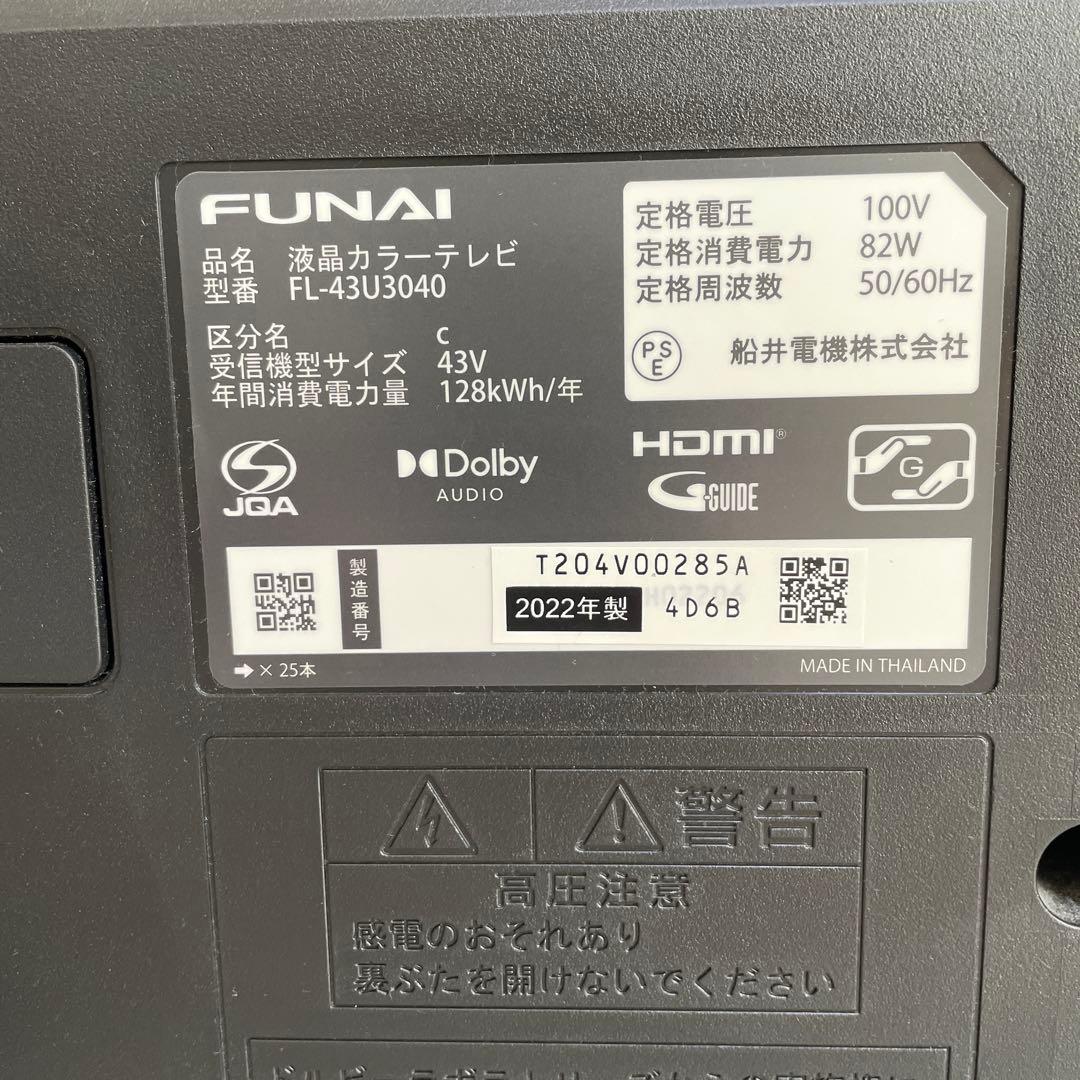 FUNAI
品名 液晶カラーテレビ
型番 FL-43U3040
区分名 c
受信機型サイズ 43V
年間消費電力量 128kWh/年
定格電圧 100V
定格消費電力 82W
定格周波数 50/60Hz
PSE 船井電機株式会社
JQA
Dolby
AUDIO
HDMI®
G-GUIDE
G
製造番号
T204V00285A
2022年製 4D6B
➡ × 25本
MADE IN THAILAND
警告
高圧注意
感電のおそれあり
裏ぶたを開けないでください